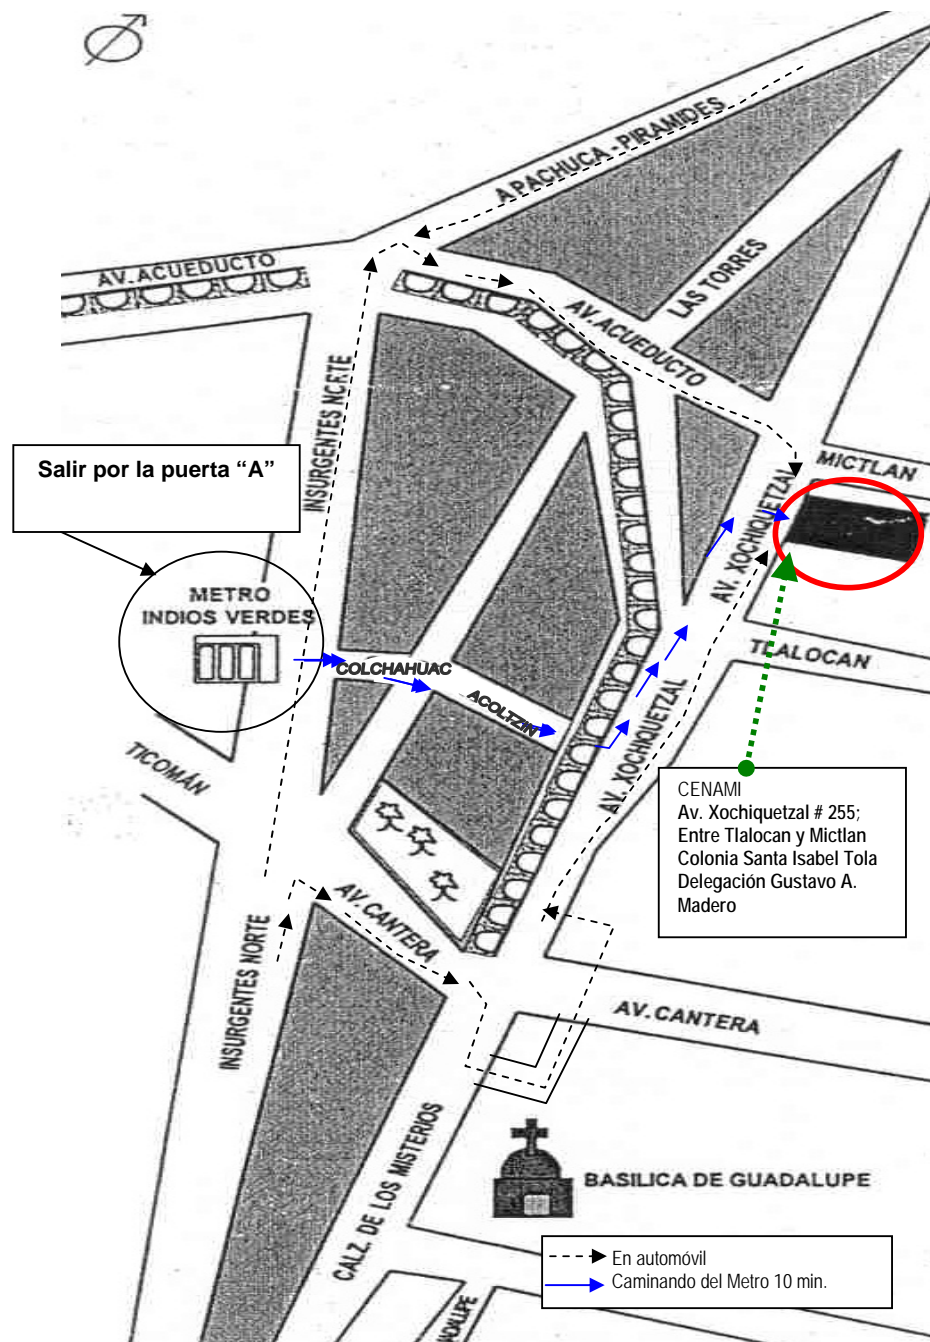 A PACHUCA - PIRAMIDES
AV. ACUEDUCTO
LAS TORRES
AV. ACUEDUCTO
INSURGENTES NORTE
Salir por la puerta “A”
MICTLAN
AV. XOCHIQUETZAL
METRO
INDIOS VERDES
COLCHAHUAC
ACOLTZIN
TLALOCAN
AV. XOCHIQUETZAL
TICOMÁN
CENAMI
Av. Xochiquetzal # 255;
Entre Tlalocan y Mictlan
Colonia Santa Isabel Tola
Delegación Gustavo A.
Madero
AV. CANTERA
INSURGENTES NORTE
AV. CANTERA
CALZ. DE LOS MISTERIOS
BASILICA DE GUADALUPE
En automóvil
Caminando del Metro 10 min.